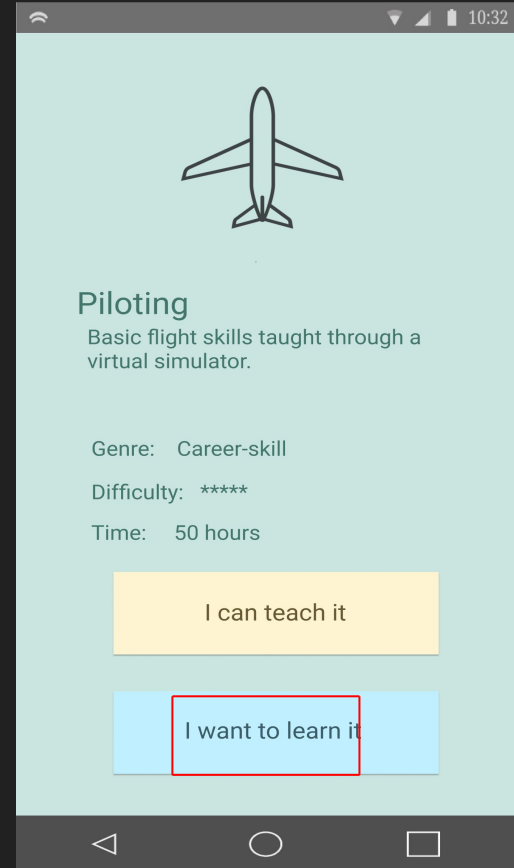 10:32
Piloting
Basic flight skills taught through a
virtual simulator.
Genre: Career-skill
Difficulty: *****
Time: 50 hours
I can teach it
I want to learn it